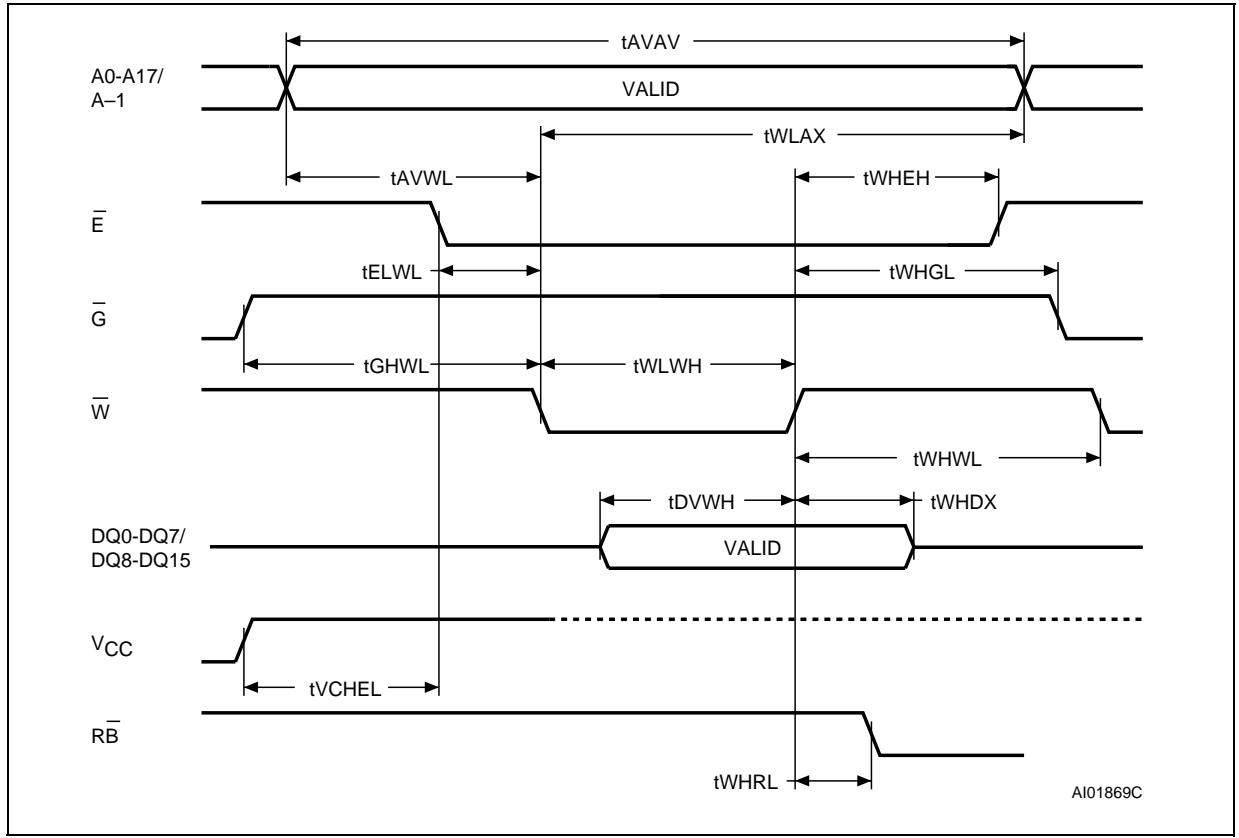 tAVAV
A0-A17/
A–1
VALID
tWLAX
tAVWL
tWHEH
E̅
tELWL
tWHGL
G̅
tGHWL
tWLWH
W̅
tWHWL
tDVWH
tWHDX
DQ0-DQ7/
DQ8-DQ15
VALID
VCC
tVCHEL
RB̅
tWHRL
AI01869C